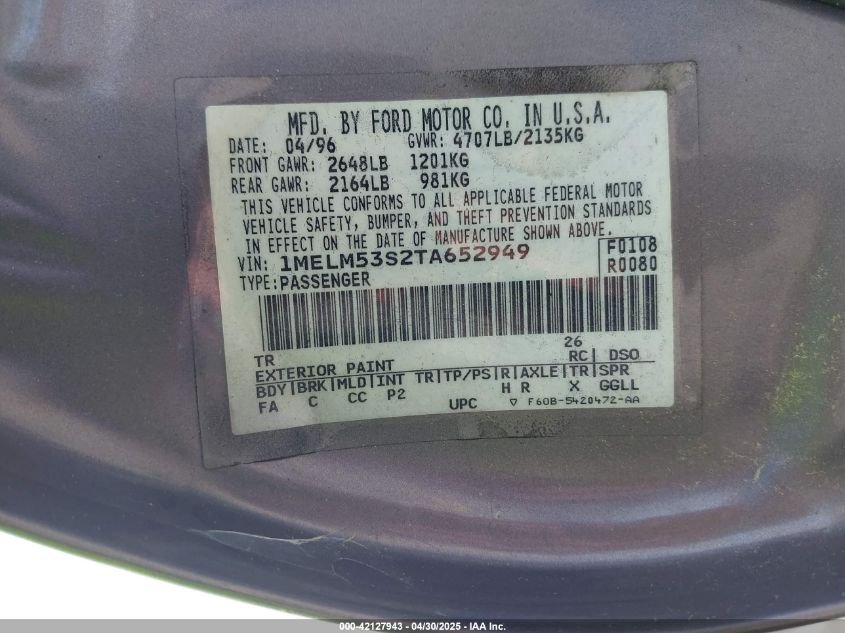 MFD. BY FORD MOTOR CO. IN U.S.A.
DATE: 04/96 GVWR: 4707LB/2135KG
FRONT GAWR: 2648LB 1201KG
REAR GAWR: 2164LB 981KG
THIS VEHICLE CONFORMS TO ALL APPLICABLE FEDERAL MOTOR
VEHICLE SAFETY, BUMPER, AND THEFT PREVENTION STANDARDS
IN EFFECT ON THE DATE OF MANUFACTURE SHOWN ABOVE.
VIN: 1MELM53S2TA652949 F0108
TYPE: PASSENGER R0080
TR 26
EXTERIOR PAINT RC| DSO
BDY|BRK|MLD|INT TR|TP/PS|R|AXLE|TR|SPR
FA C CC P2 H R X GGLL
UPC ▽ F60B-5420472-AA
000-42127943 - 04/30/2025 - IAA Inc.